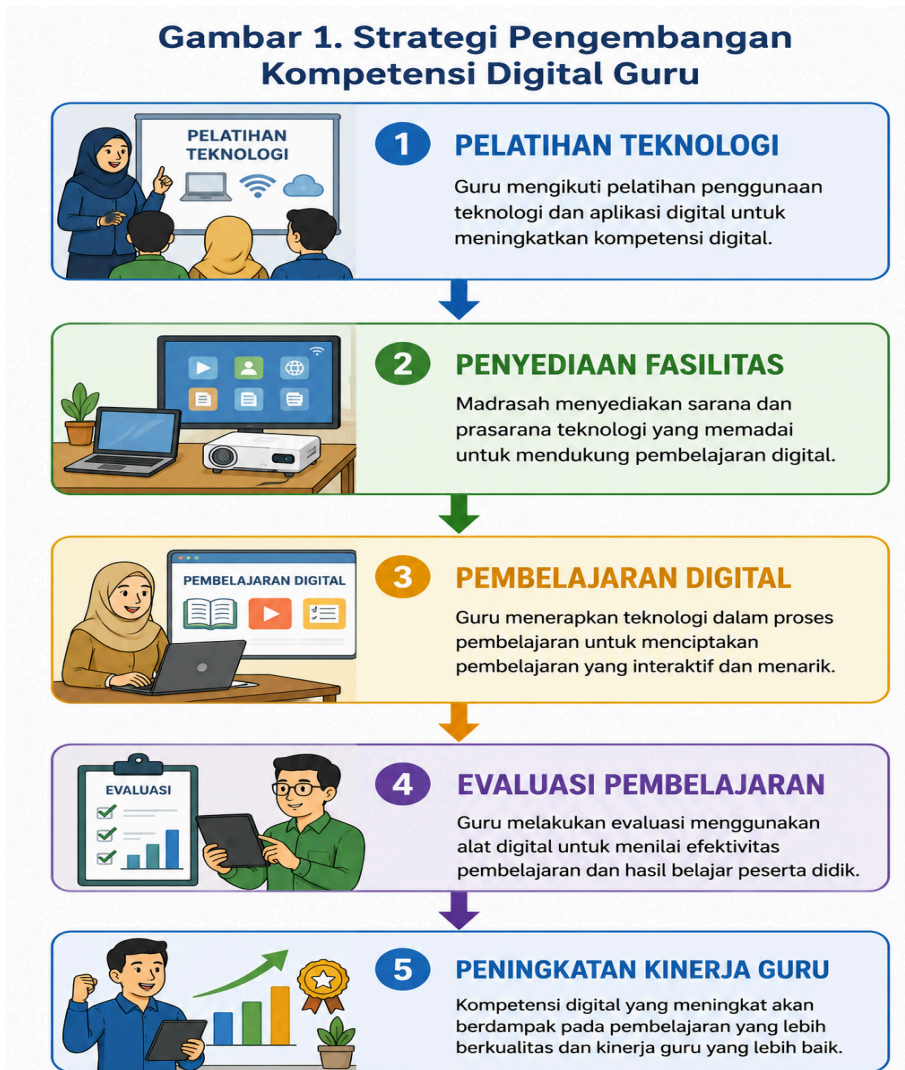 Gambar 1. Strategi Pengembangan
Kompetensi Digital Guru
PELATIHAN
TEKNOLOGI
1 PELATIHAN TEKNOLOGI
Guru mengikuti pelatihan penggunaan
teknologi dan aplikasi digital untuk
meningkatkan kompetensi digital.
2 PENYEDIAAN FASILITAS
Madrasah menyediakan sarana dan
prasarana teknologi yang memadai
untuk mendukung pembelajaran digital.
PEMBELAJARAN DIGITAL
3 PEMBELAJARAN DIGITAL
Guru menerapkan teknologi dalam proses
pembelajaran untuk menciptakan
pembelajaran yang interaktif dan menarik.
EVALUASI
4 EVALUASI PEMBELAJARAN
Guru melakukan evaluasi menggunakan
alat digital untuk menilai efektivitas
pembelajaran dan hasil belajar peserta didik.
5 PENINGKATAN KINERJA GURU
Kompetensi digital yang meningkat akan
berdampak pada pembelajaran yang lebih
berkualitas dan kinerja guru yang lebih baik.